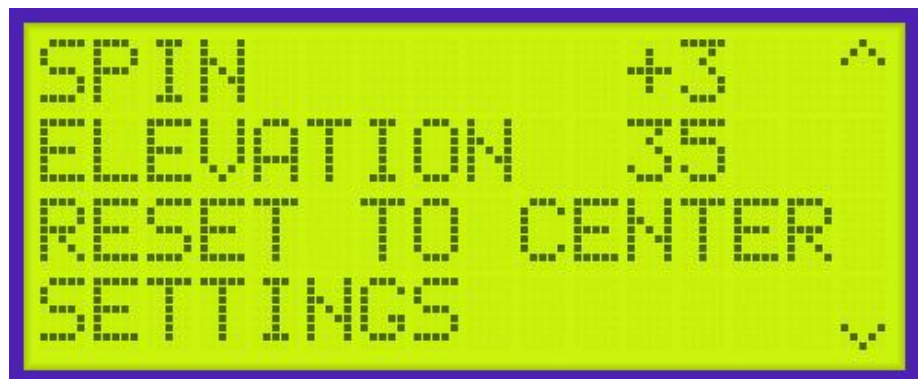 SPIN +3 ^
ELEVATION 35
RESET TO CENTER
SETTINGS